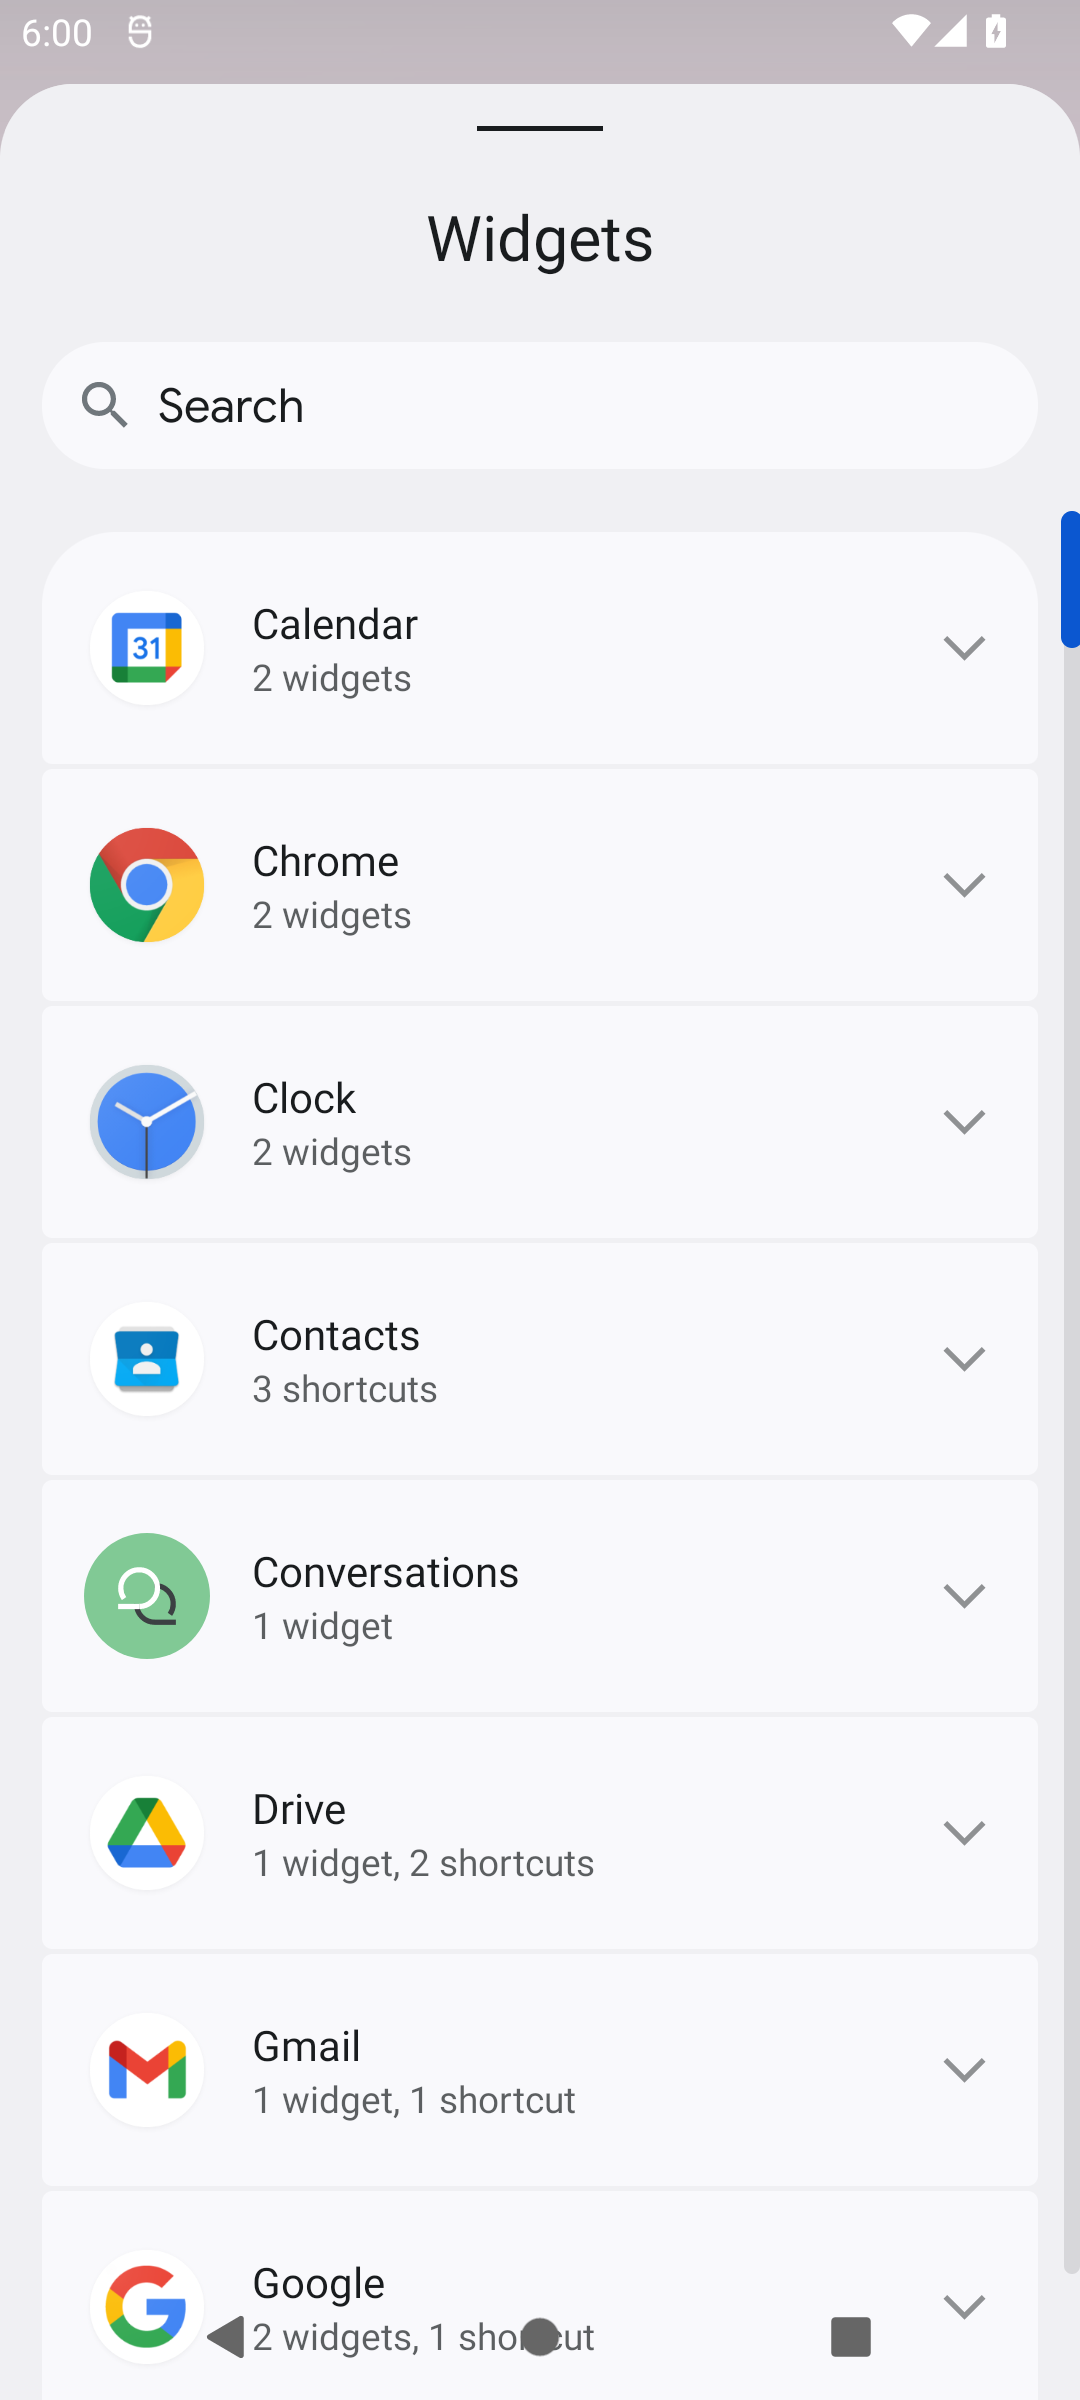 6:00
Widgets
Search
31
Calendar
2 widgets
Chrome
2 widgets
Clock
2 widgets
Contacts
3 shortcuts
Conversations
1 widget
Drive
1 widget, 2 shortcuts
Gmail
1 widget, 1 shortcut
Google
2 widgets, 1 shortcut